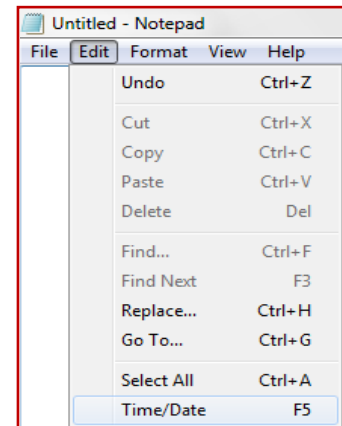 Untitled - Notepad
File Edit Format View Help
Undo Ctrl+Z
Cut Ctrl+X
Copy Ctrl+C
Paste Ctrl+V
Delete Del
Find... Ctrl+F
Find Next F3
Replace... Ctrl+H
Go To... Ctrl+G
Select All Ctrl+A
Time/Date F5